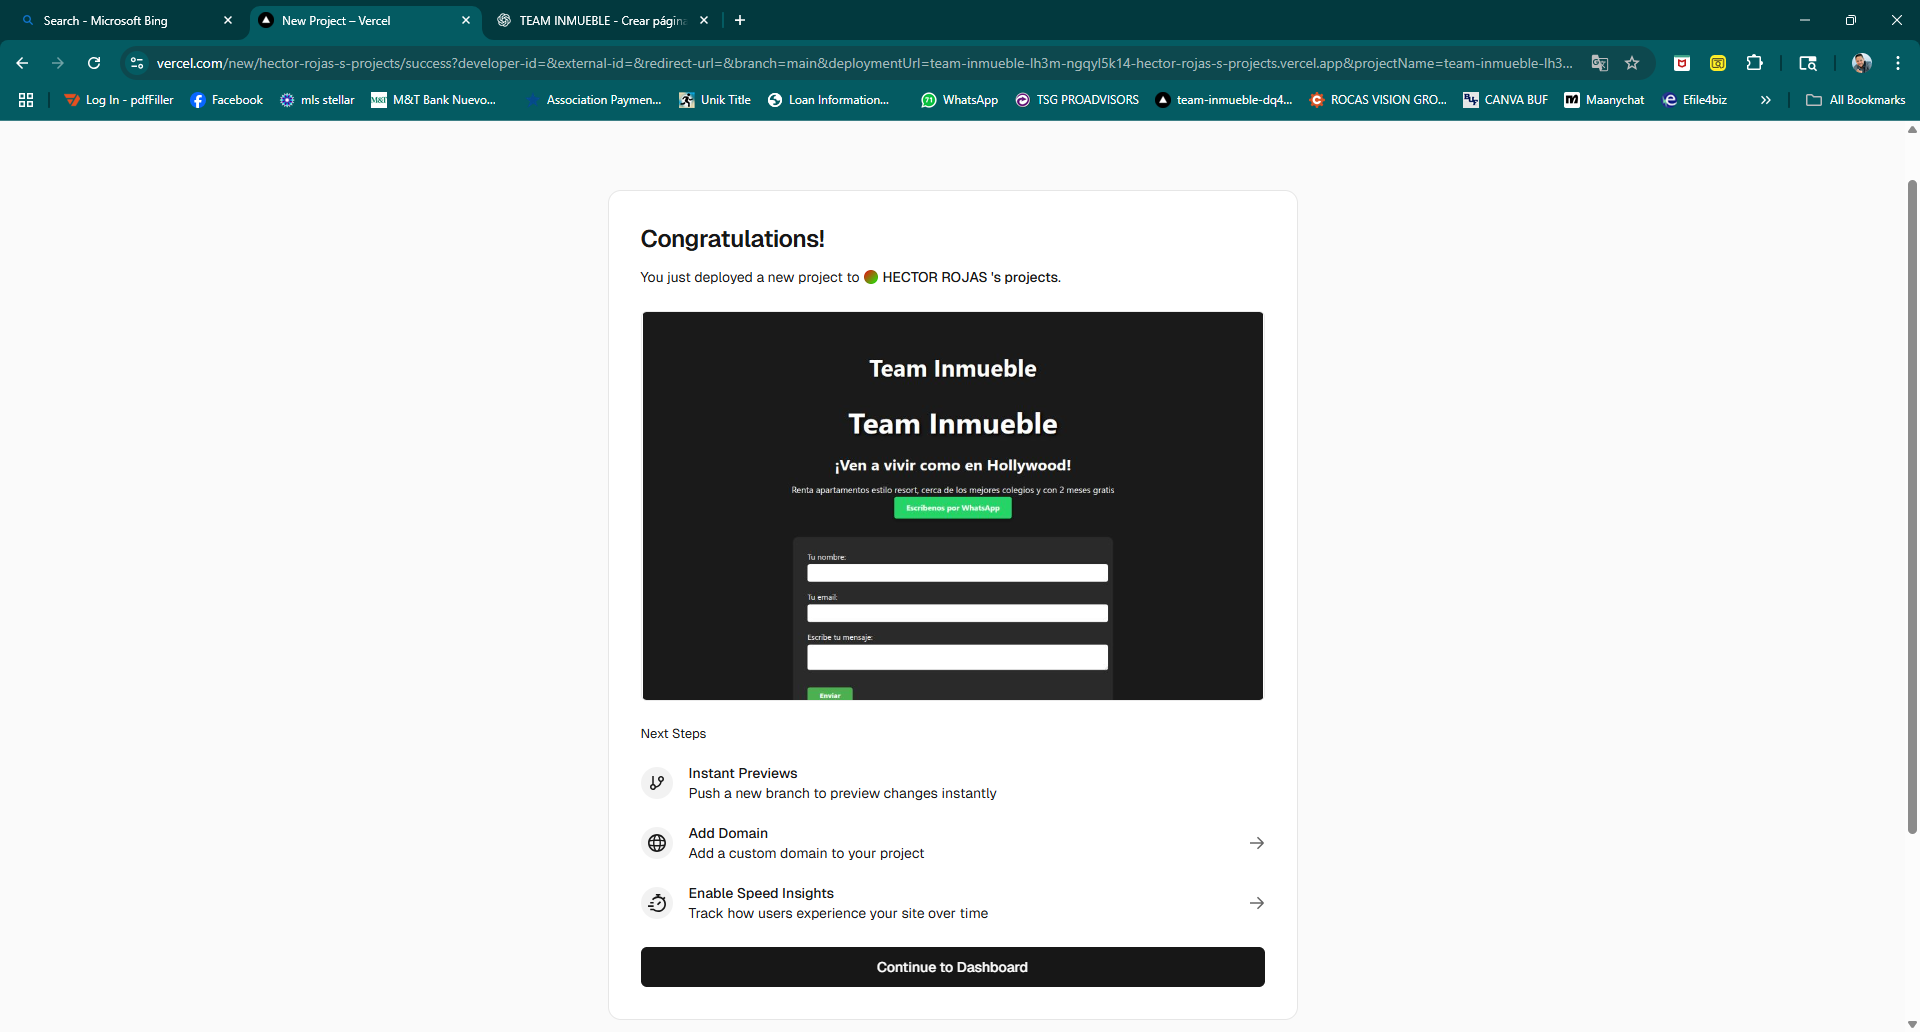 Search - Microsoft Bing
New Project – Vercel
TEAM INMUEBLE - Crear página
vercel.com/new/hector-rojas-s-projects/success?developer-id=&external-id=&redirect-url=&branch=main&deploymentUrl=team-inmueble-lh3m-ngqyl5k14-hector-rojas-s-projects.vercel.app&projectName=team-inmueble-lh3...
Log In - pdfFiller
Facebook
mls stellar
M&T Bank Nuevo...
Association Paymen...
Unik Title
Loan Information...
WhatsApp
TSG PROADVISORS
team-inmueble-dq4...
ROCAS VISION GRO...
CANVA BUF
Maanychat
Efile4biz
All Bookmarks
Congratulations!
You just deployed a new project to HECTOR ROJAS 's projects.
Team Inmueble
Team Inmueble
¡Ven a vivir como en Hollywood!
Renta apartamentos estilo resort, cerca de los mejores colegios y con 2 meses gratis
Escríbenos por WhatsApp
Tu nombre:
Tu email:
Escribe tu mensaje:
Enviar
Next Steps
Instant Previews
Push a new branch to preview changes instantly
Add Domain
Add a custom domain to your project
Enable Speed Insights
Track how users experience your site over time
Continue to Dashboard